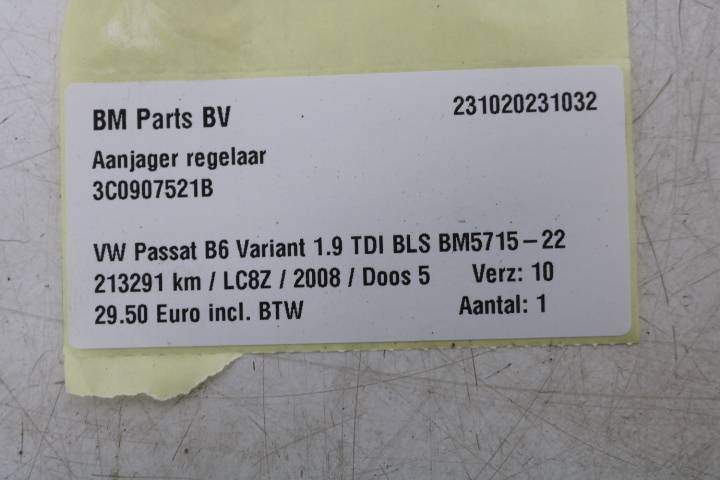 BM Parts BV 231020231032
Aanjager regelaar
3C0907521B
VW Passat B6 Variant 1.9 TDI BLS BM5715-22
213291 km / LC8Z / 2008 / Doos 5 Verz: 10
29.50 Euro incl. BTW Aantal: 1